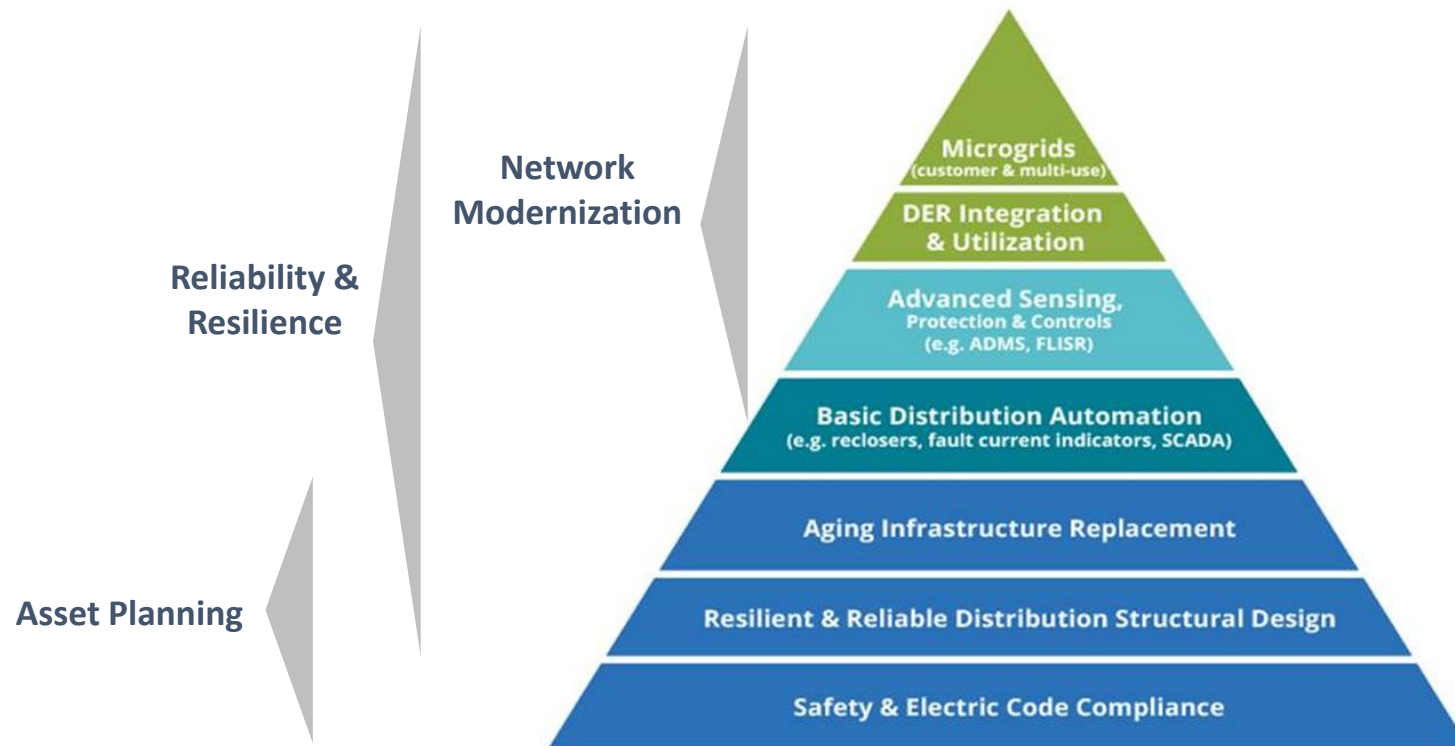 Network
Modernization
Reliability &
Resilience
Asset Planning
Microgrids
(customer & multi-use)
DER Integration
& Utilization
Advanced Sensing,
Protection & Controls
(e.g. ADMS, FLISR)
Basic Distribution Automation
(e.g. reclosers, fault current indicators, SCADA)
Aging Infrastructure Replacement
Resilient & Reliable Distribution Structural Design
Safety & Electric Code Compliance